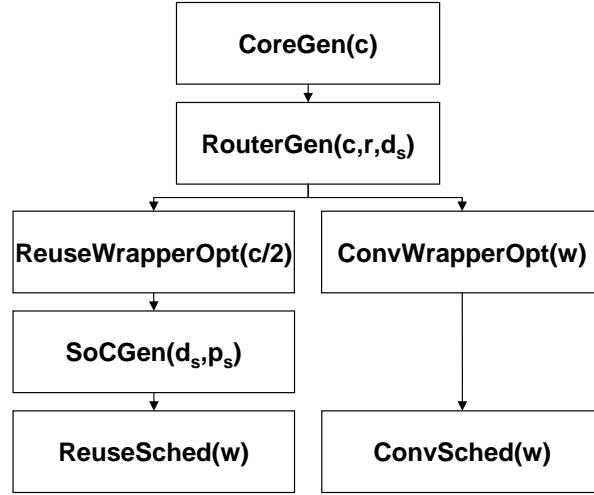 CoreGen(c)
RouterGen(c,r,dₛ)
ReuseWrapperOpt(c/2)
ConvWrapperOpt(w)
SoCGen(dₛ,pₛ)
ReuseSched(w)
ConvSched(w)